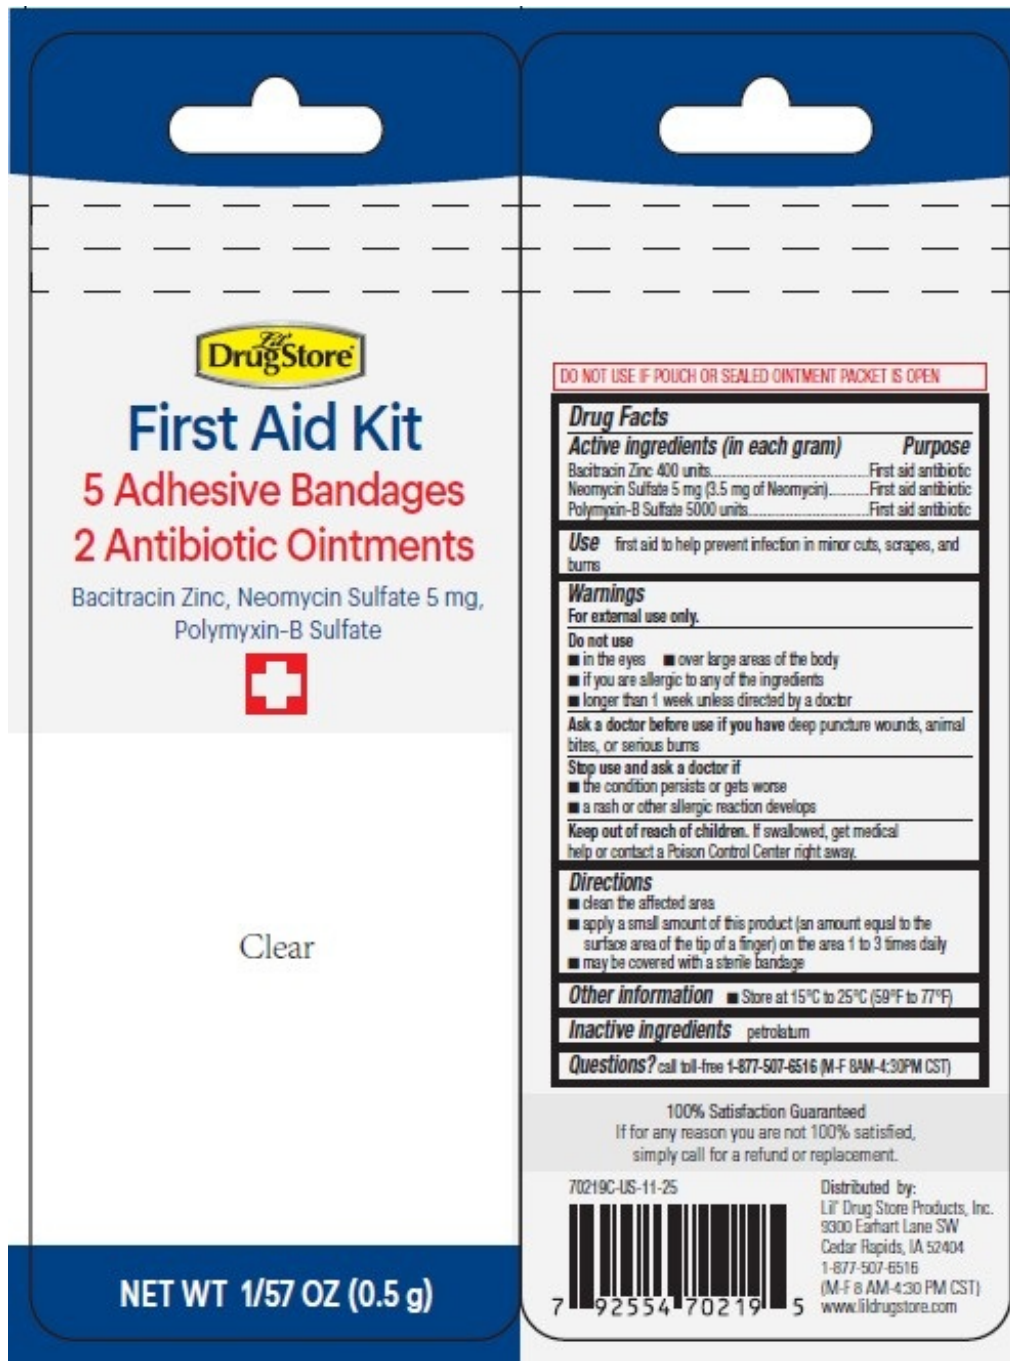 Lil'
DrugStore®
First Aid Kit
5 Adhesive Bandages
2 Antibiotic Ointments
Bacitracin Zinc, Neomycin Sulfate 5 mg,
Polymyxin-B Sulfate
Clear
NET WT 1/57 OZ (0.5 g)
DO NOT USE IF POUCH OR SEALED OINTMENT PACKET IS OPEN
Drug Facts
Active ingredients (in each gram) Purpose
Bacitracin Zinc 400 units..............................First aid antibiotic
Neomycin Sulfate 5 mg (3.5 mg of Neomycin)..........First aid antibiotic
Polymyxin-B Sulfate 5000 units........................First aid antibiotic
Use first aid to help prevent infection in minor cuts, scrapes, and
burns
Warnings
For external use only.
Do not use
■ in the eyes ■ over large areas of the body
■ if you are allergic to any of the ingredients
■ longer than 1 week unless directed by a doctor
Ask a doctor before use if you have deep puncture wounds, animal
bites, or serious burns
Stop use and ask a doctor if
■ the condition persists or gets worse
■ a rash or other allergic reaction develops
Keep out of reach of children. If swallowed, get medical
help or contact a Poison Control Center right away.
Directions
■ clean the affected area
■ apply a small amount of this product (an amount equal to the
surface area of the tip of a finger) on the area 1 to 3 times daily
■ may be covered with a sterile bandage
Other information ■ Store at 15°C to 25°C (59°F to 77°F)
Inactive ingredients petrolatum
Questions? call toll-free 1-877-507-6516 (M-F 8AM-4:30PM CST)
100% Satisfaction Guaranteed
If for any reason you are not 100% satisfied,
simply call for a refund or replacement.
70219C-US-11-25
7 92554 70219 5
Distributed by:
Lil' Drug Store Products, Inc.
9300 Earhart Lane SW
Cedar Rapids, IA 52404
1-877-507-6516
(M-F 8 AM-4:30 PM CST)
www.lildrugstore.com